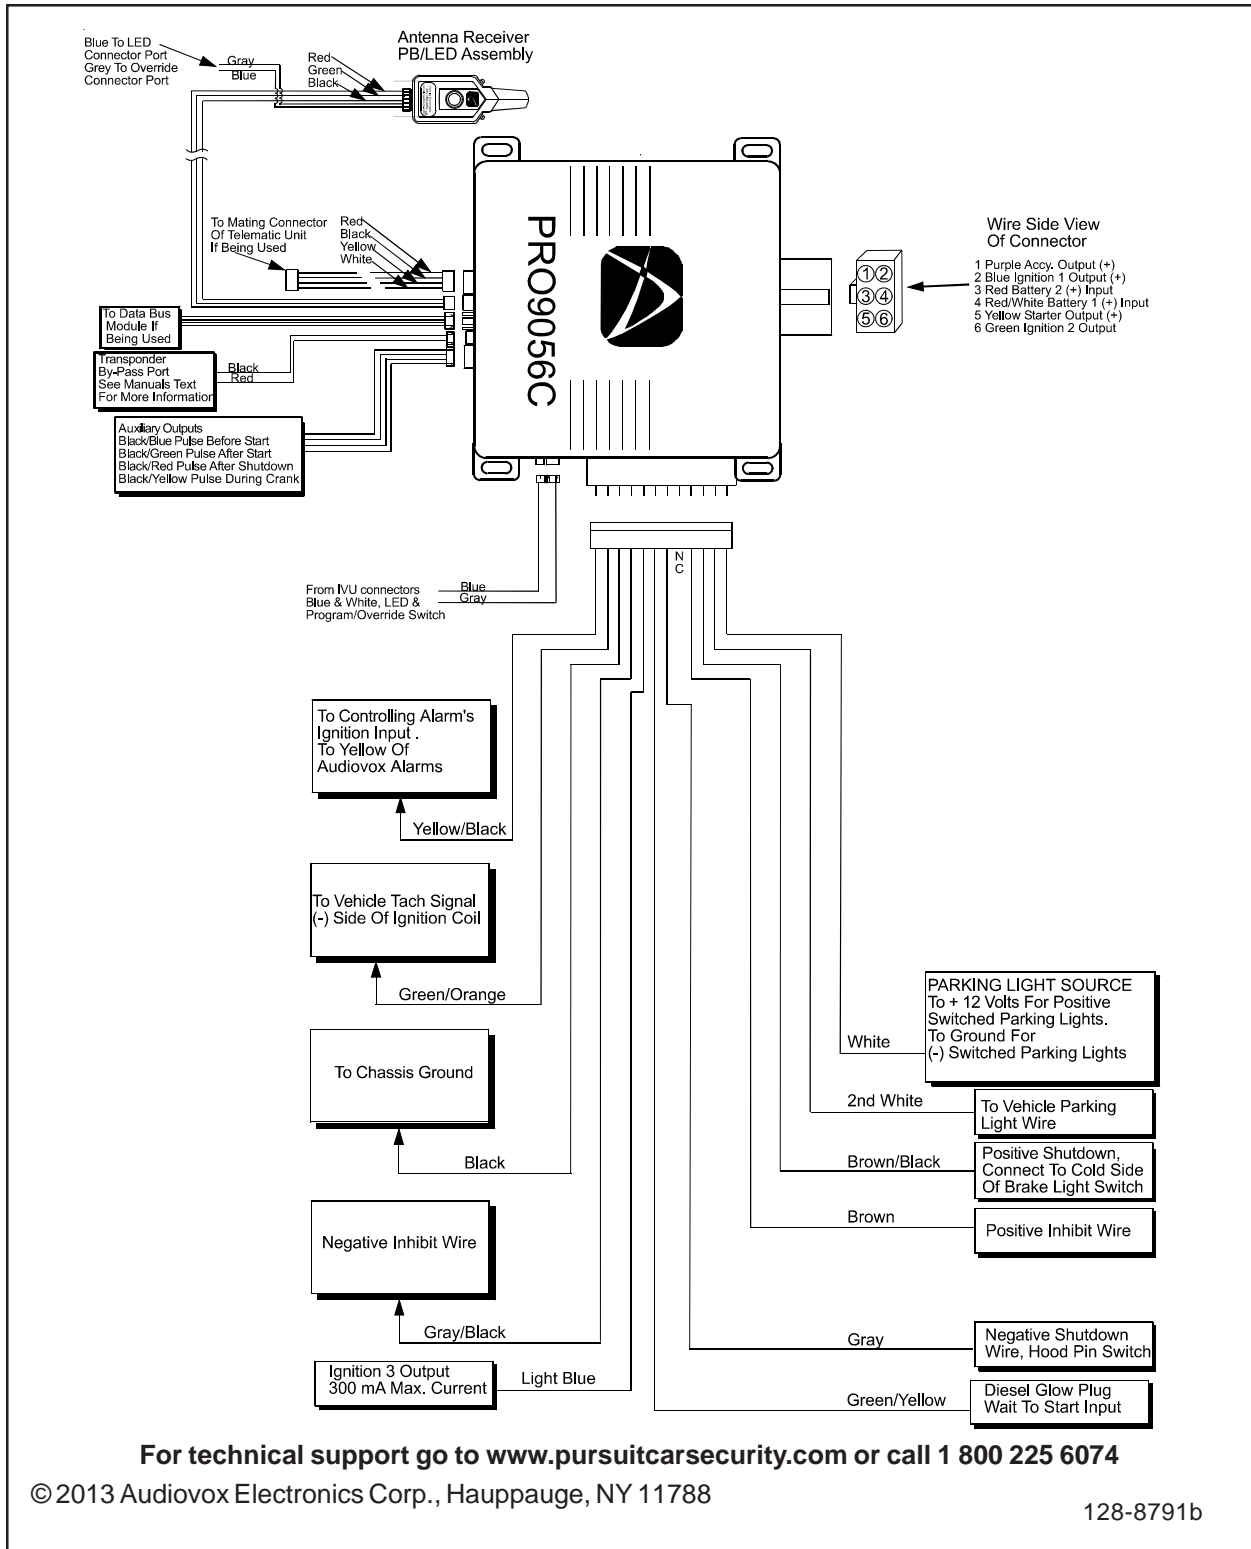 Blue To LED
Connector Port
Grey To Override
Connector Port
Gray
Blue
Red
Green
Black
Antenna Receiver
PB/LED Assembly
To Mating Connector
Of Telematic Unit
If Being Used
Red
Black
Yellow
White
To Data Bus
Module If
Being Used
Transponder
By-Pass Port
See Manuals Text
For More Information
Black
Red
Auxiliary Outputs
Black/Blue Pulse Before Start
Black/Green Pulse After Start
Black/Red Pulse After Shutdown
Black/Yellow Pulse During Crank
PRO9056C
1 2
3 4
5 6
Wire Side View
Of Connector
1 Purple Accy. Output (+)
2 Blue Ignition 1 Output (+)
3 Red Battery 2 (+) Input
4 Red/White Battery 1 (+) Input
5 Yellow Starter Output (+)
6 Green Ignition 2 Output
From IVU connectors
Blue & White, LED &
Program/Override Switch
Blue
Gray
N
C
To Controlling Alarm's
Ignition Input .
To Yellow Of
Audiovox Alarms
Yellow/Black
To Vehicle Tach Signal
(-) Side Of Ignition Coil
Green/Orange
To Chassis Ground
Black
Negative Inhibit Wire
Gray/Black
Ignition 3 Output
300 mA Max. Current
Light Blue
White
PARKING LIGHT SOURCE
To + 12 Volts For Positive
Switched Parking Lights.
To Ground For
(-) Switched Parking Lights
2nd White
To Vehicle Parking
Light Wire
Brown/Black
Positive Shutdown,
Connect To Cold Side
Of Brake Light Switch
Brown
Positive Inhibit Wire
Gray
Negative Shutdown
Wire, Hood Pin Switch
Green/Yellow
Diesel Glow Plug
Wait To Start Input
For technical support go to www.pursuitcarsecurity.com or call 1 800 225 6074
© 2013 Audiovox Electronics Corp., Hauppauge, NY 11788
128-8791b